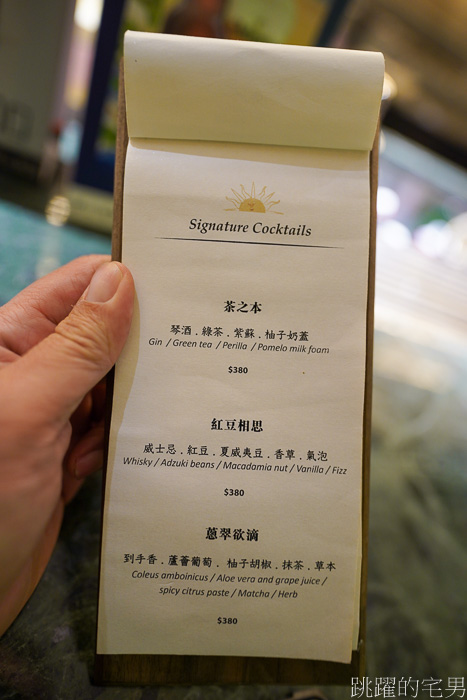 Signature Cocktails
茶之本
琴酒 . 綠茶 . 紫蘇 . 柚子奶蓋
Gin / Green tea / Perilla / Pomelo milk foam
$380
紅豆相思
威士忌 . 紅豆 . 夏威夷豆 . 香草 . 氣泡
Whisky / Adzuki beans / Macadamia nut / Vanilla / Fizz
$380
蔥翠欲滴
到手香 . 蘆薈葡萄 . 柚子胡椒 . 抹茶 . 草本
Coleus amboinicus / Aloe vera and grape juice /
spicy citrus paste / Matcha / Herb
$380
跳躍的宅男